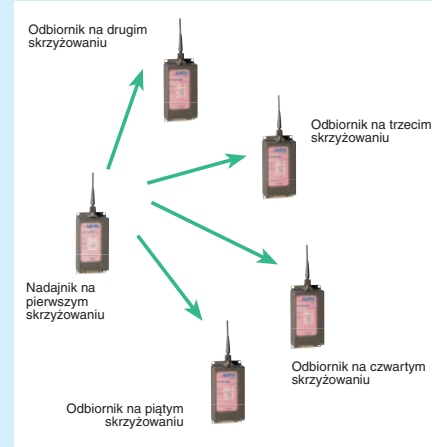 Odbiornik na drugim
skrzyżowaniu
Odbiornik na trzecim
skrzyżowaniu
Nadajnik na
pierwszym
skrzyżowaniu
Odbiornik na czwartym
skrzyżowaniu
Odbiornik na piątym
skrzyżowaniu